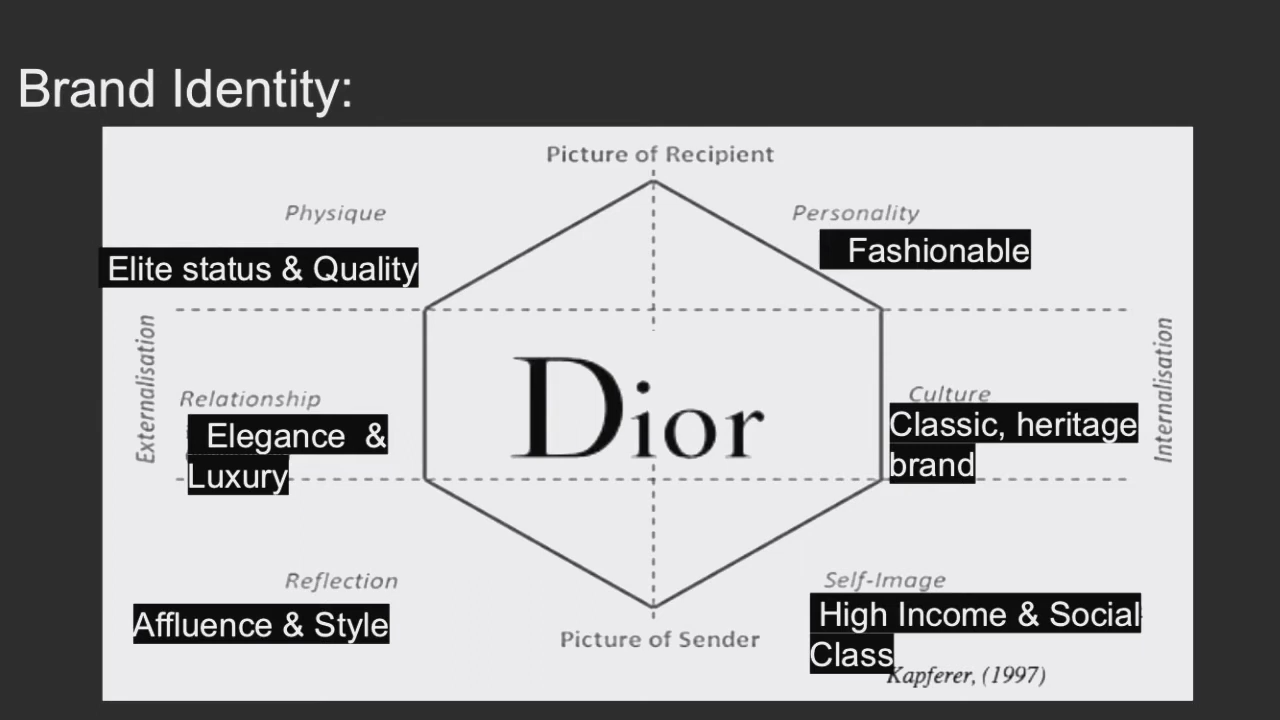 Brand Identity:
Picture of Recipient
Physique
Personality
Elite status & Quality
Fashionable
Externalisation
Internalisation
Relationship
Culture
Elegance &
Luxury
Classic, heritage
brand
Dior
Reflection
Self-Image
Affluence & Style
High Income & Social
Class
Picture of Sender
Kapferer, (1997)